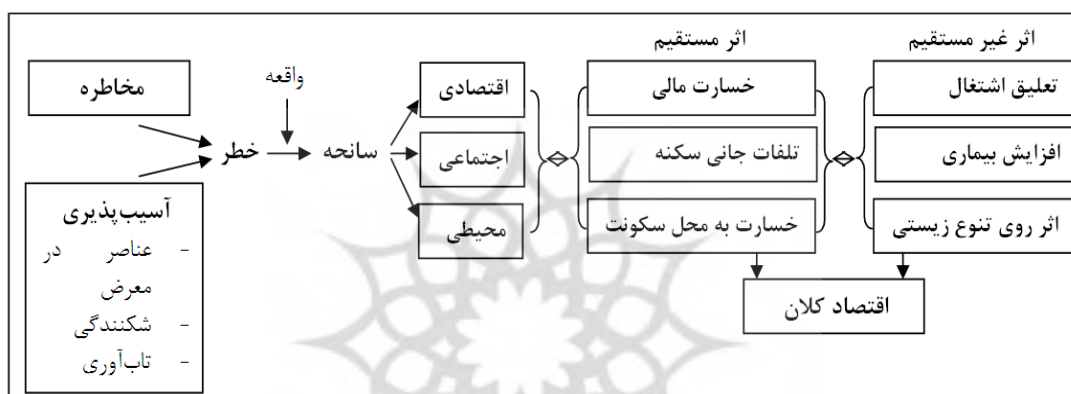 مخاطره
آسیب‌پذیری
- عناصر در
معرض
- شکنندگی
- تاب‌آوری
خطر
واقعه
سانحه
اقتصادی
اجتماعی
محیطی
اثر مستقیم
خسارت مالی
تلفات جانی سکنه
خسارت به محل سکونت
اثر غیر مستقیم
تعلیق اشتغال
افزایش بیماری
اثر روی تنوع زیستی
اقتصاد کلان